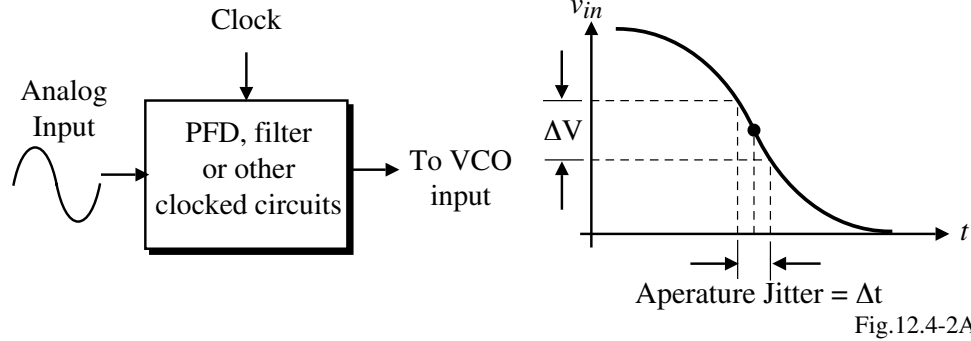 Clock
Analog
Input
PFD, filter
or other
clocked circuits
To VCO
input
v_in
ΔV
t
Aperature Jitter = Δt
Fig.12.4-2A